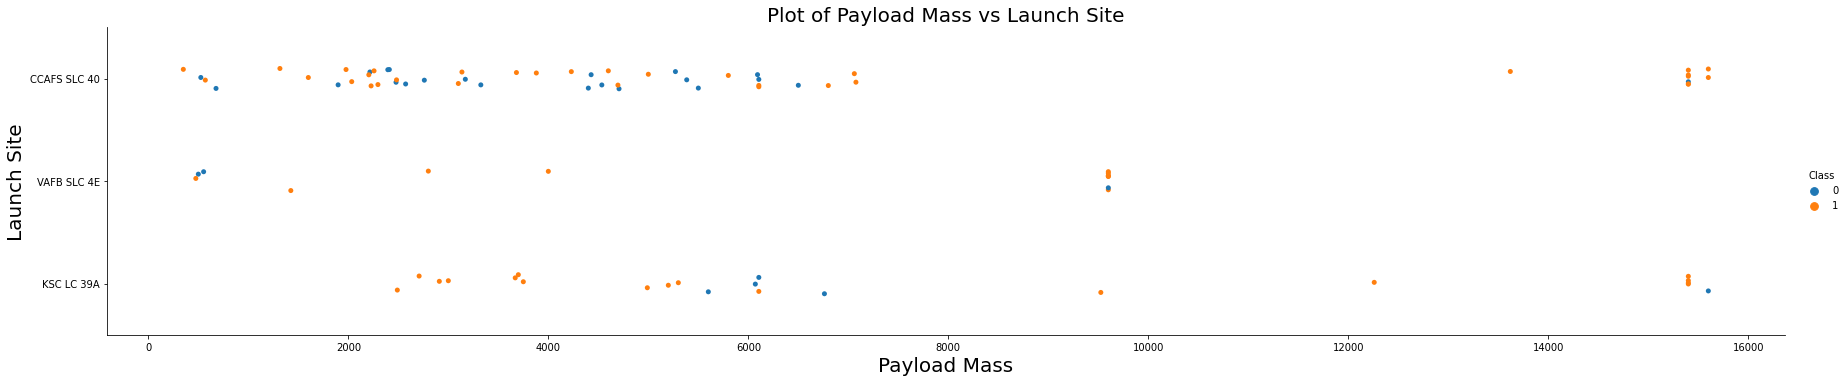 Plot of Payload Mass vs Launch Site
Launch Site
CCAFS SLC 40
VAFB SLC 4E
KSC LC 39A
0 2000 4000 6000 8000 10000 12000 14000 16000
Payload Mass
Class
0
1